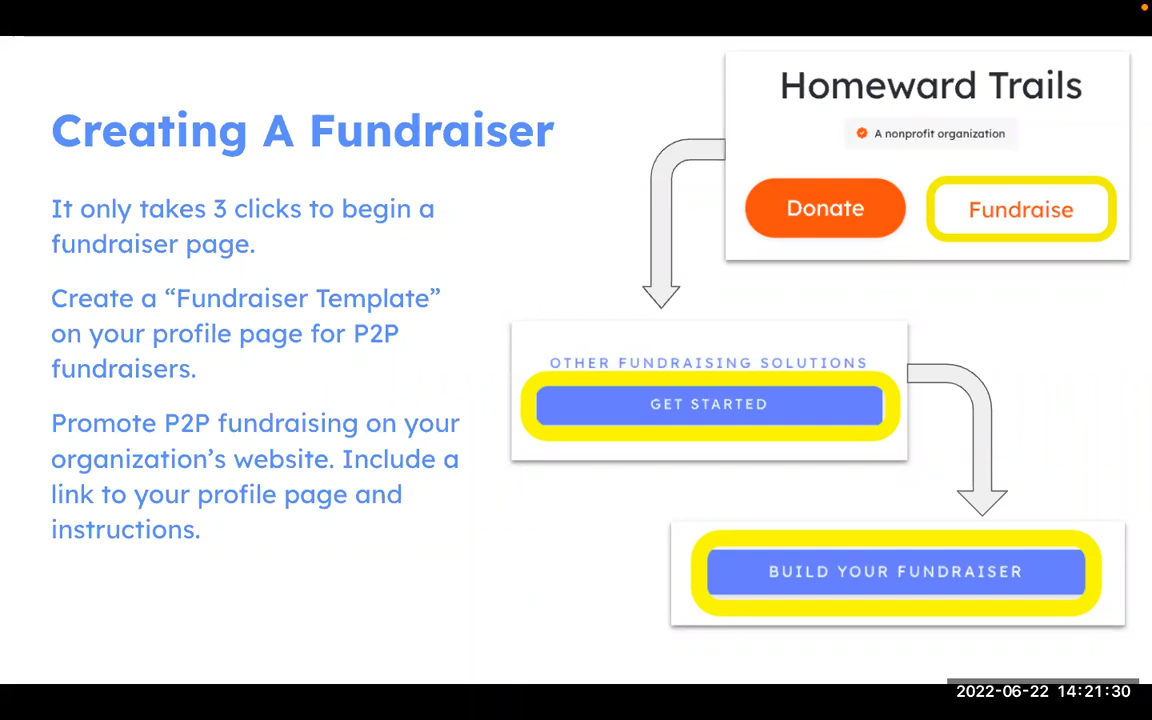 Creating A Fundraiser
It only takes 3 clicks to begin a
fundraiser page.
Create a “Fundraiser Template”
on your profile page for P2P
fundraisers.
Promote P2P fundraising on your
organization’s website. Include a
link to your profile page and
instructions.
Homeward Trails
A nonprofit organization
Donate
Fundraise
OTHER FUNDRAISING SOLUTIONS
GET STARTED
BUILD YOUR FUNDRAISER
2022-06-22 14:21:30